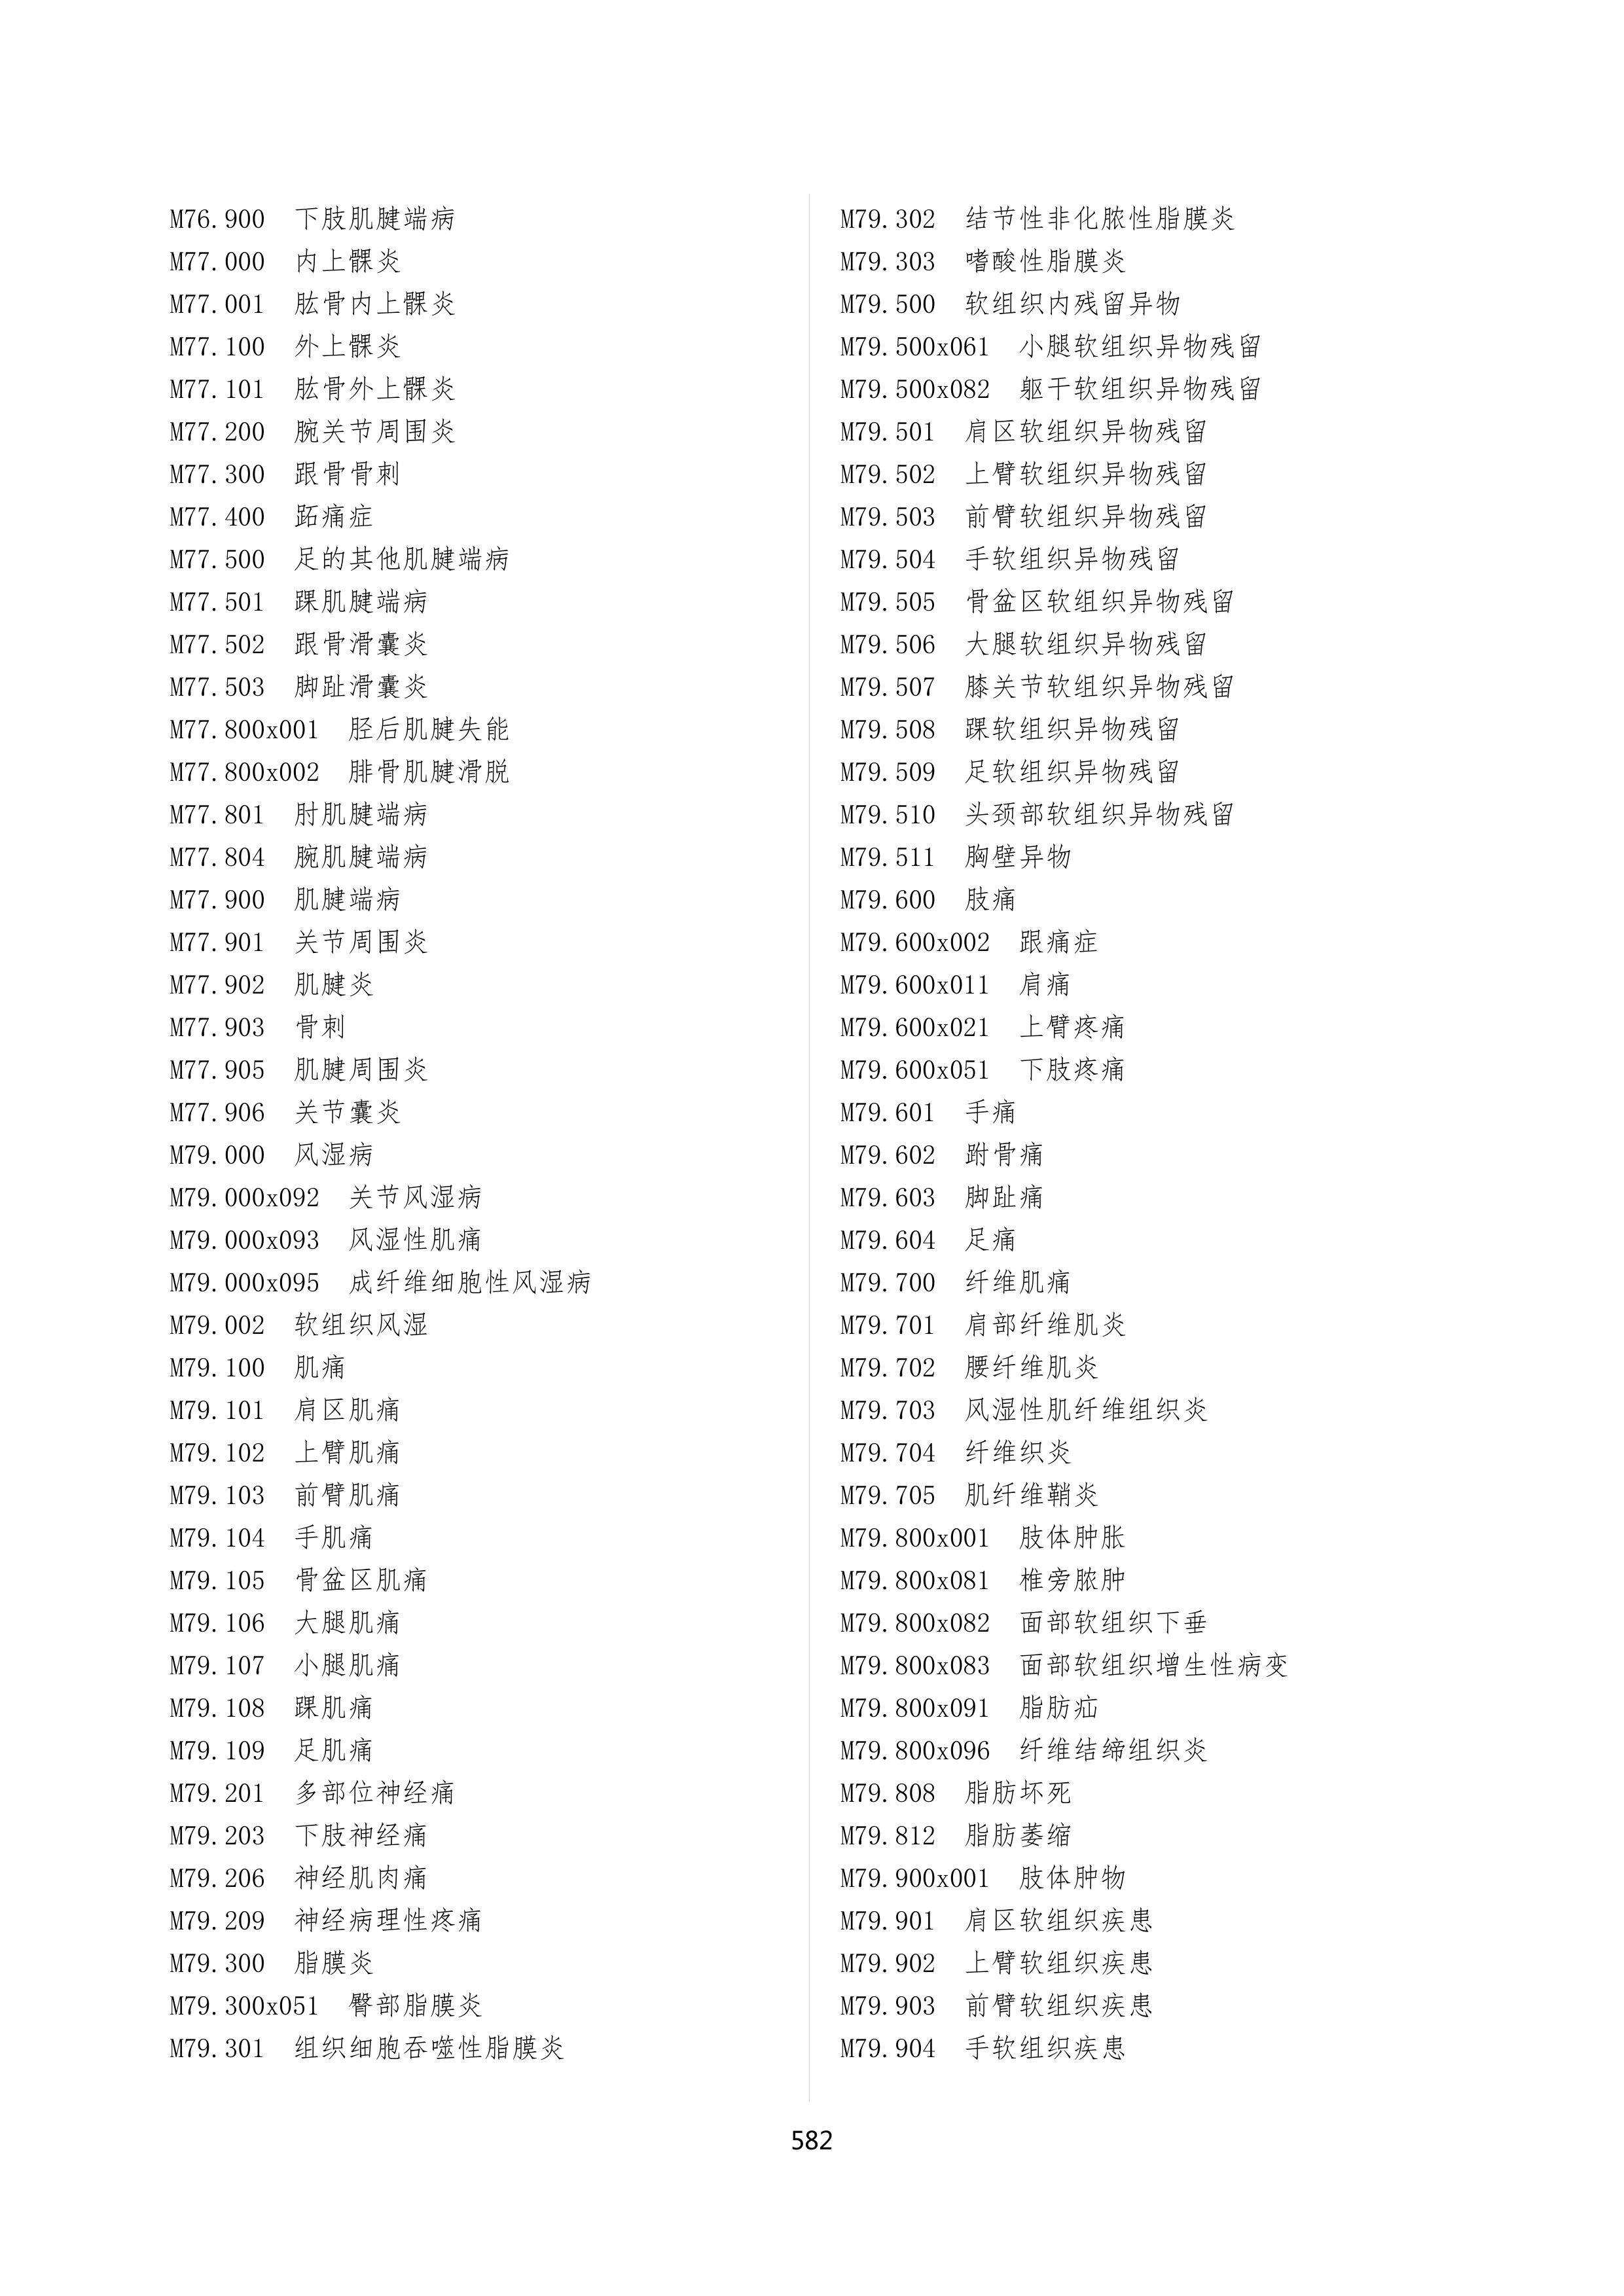 M76.900 下肢肌腱端病
M77.000 内上髁炎
M77.001 肱骨内上髁炎
M77.100 外上髁炎
M77.101 肱骨外上髁炎
M77.200 腕关节周围炎
M77.300 跟骨骨刺
M77.400 跖痛症
M77.500 足的其他肌腱端病
M77.501 踝肌腱端病
M77.502 跟骨滑囊炎
M77.503 脚趾滑囊炎
M77.800x001 胫后肌腱失能
M77.800x002 腓骨肌腱滑脱
M77.801 肘肌腱端病
M77.804 腕肌腱端病
M77.900 肌腱端病
M77.901 关节周围炎
M77.902 肌腱炎
M77.903 骨刺
M77.905 肌腱周围炎
M77.906 关节囊炎
M79.000 风湿病
M79.000x092 关节风湿病
M79.000x093 风湿性肌痛
M79.000x095 成纤维细胞性风湿病
M79.002 软组织风湿
M79.100 肌痛
M79.101 肩区肌痛
M79.102 上臂肌痛
M79.103 前臂肌痛
M79.104 手肌痛
M79.105 骨盆区肌痛
M79.106 大腿肌痛
M79.107 小腿肌痛
M79.108 踝肌痛
M79.109 足肌痛
M79.201 多部位神经痛
M79.203 下肢神经痛
M79.206 神经肌肉痛
M79.209 神经病理性疼痛
M79.300 脂膜炎
M79.300x051 臀部脂膜炎
M79.301 组织细胞吞噬性脂膜炎
M79.302 结节性非化脓性脂膜炎
M79.303 嗜酸性脂膜炎
M79.500 软组织内残留异物
M79.500x061 小腿软组织异物残留
M79.500x082 躯干软组织异物残留
M79.501 肩区软组织异物残留
M79.502 上臂软组织异物残留
M79.503 前臂软组织异物残留
M79.504 手软组织异物残留
M79.505 骨盆区软组织异物残留
M79.506 大腿软组织异物残留
M79.507 膝关节软组织异物残留
M79.508 踝软组织异物残留
M79.509 足软组织异物残留
M79.510 头颈部软组织异物残留
M79.511 胸壁异物
M79.600 肢痛
M79.600x002 跟痛症
M79.600x011 肩痛
M79.600x021 上臂疼痛
M79.600x051 下肢疼痛
M79.601 手痛
M79.602 跗骨痛
M79.603 脚趾痛
M79.604 足痛
M79.700 纤维肌痛
M79.701 肩部纤维肌炎
M79.702 腰纤维肌炎
M79.703 风湿性肌纤维组织炎
M79.704 纤维织炎
M79.705 肌纤维鞘炎
M79.800x001 肢体肿胀
M79.800x081 椎旁脓肿
M79.800x082 面部软组织下垂
M79.800x083 面部软组织增生性病变
M79.800x091 脂肪疝
M79.800x096 纤维结缔组织炎
M79.808 脂肪坏死
M79.812 脂肪萎缩
M79.900x001 肢体肿物
M79.901 肩区软组织疾患
M79.902 上臂软组织疾患
M79.903 前臂软组织疾患
M79.904 手软组织疾患
582